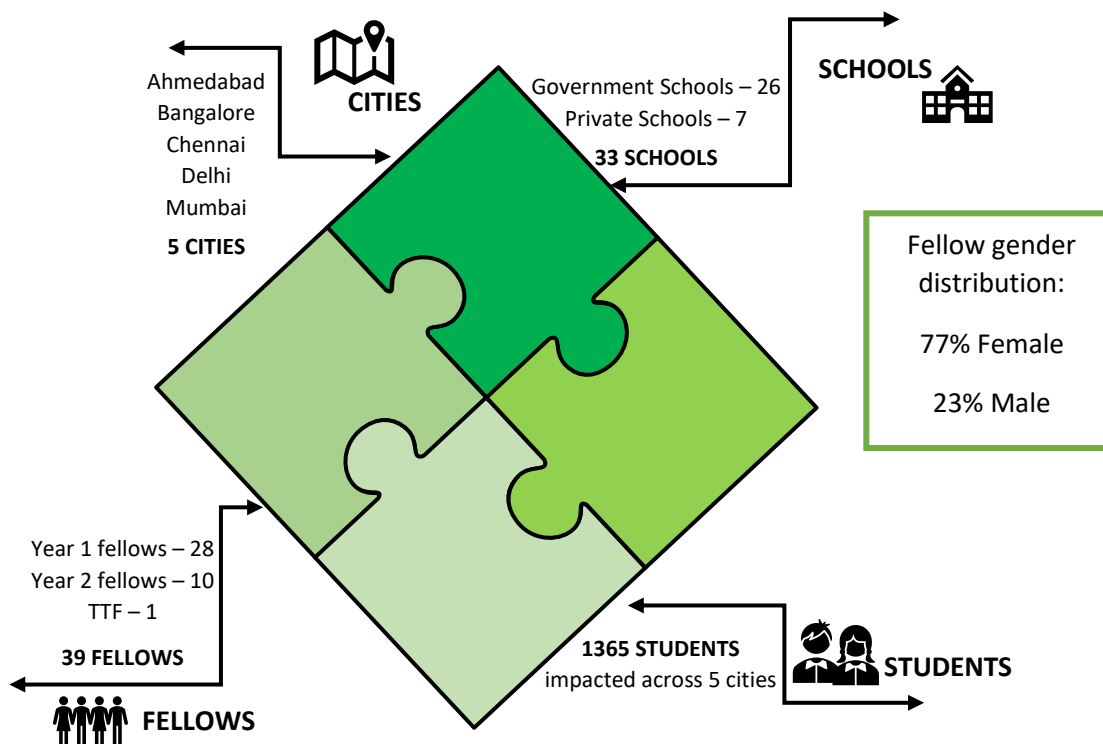 CITIES
Ahmedabad
Bangalore
Chennai
Delhi
Mumbai
5 CITIES
SCHOOLS
Government Schools – 26
Private Schools – 7
33 SCHOOLS
Fellow gender
distribution:
77% Female
23% Male
Year 1 fellows – 28
Year 2 fellows – 10
TTF – 1
39 FELLOWS
FELLOWS
1365 STUDENTS
impacted across 5 cities
STUDENTS